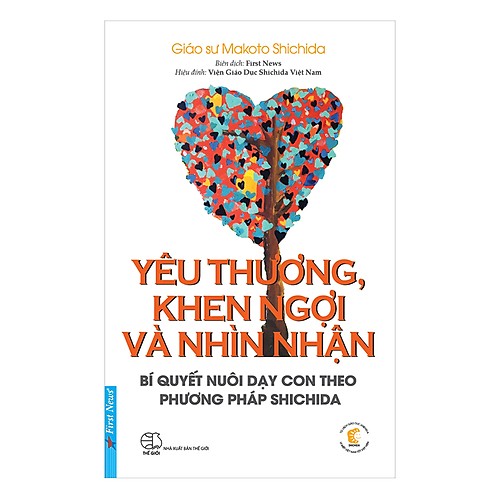 Giáo sư Makoto Shichida
Biên dịch: First News
Hiệu đính: Viện Giáo Dục Shichida Việt Nam
YÊU THƯƠNG,
KHEN NGỢI
VÀ NHÌN NHẬN
BÍ QUYẾT NUÔI DẠY CON THEO
PHƯƠNG PHÁP SHICHIDA
First News
THẾ GIỚI
NHÀ XUẤT BẢN THẾ GIỚI